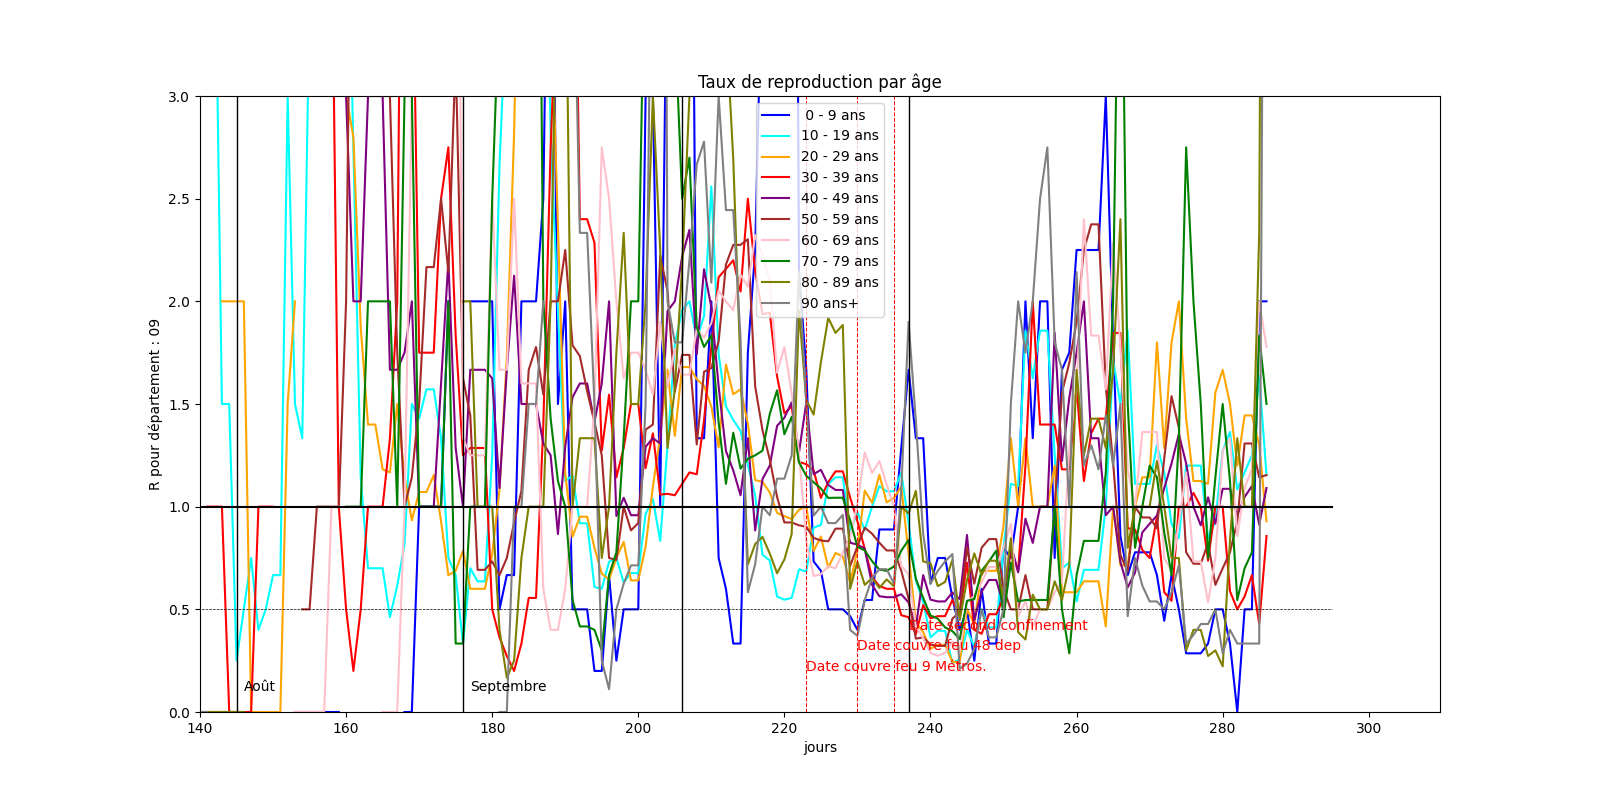 Taux de reproduction par âge
R pour département : 09
3.0
2.5
2.0
1.5
1.0
0.5
0.0
0 - 9 ans
10 - 19 ans
20 - 29 ans
30 - 39 ans
40 - 49 ans
50 - 59 ans
60 - 69 ans
70 - 79 ans
80 - 89 ans
90 ans+
Date second confinement
Date couvre feu 48 dep
Date couvre feu 9 Métros.
Août
Septembre
140 160 180 200 220 240 260 280 300
jours